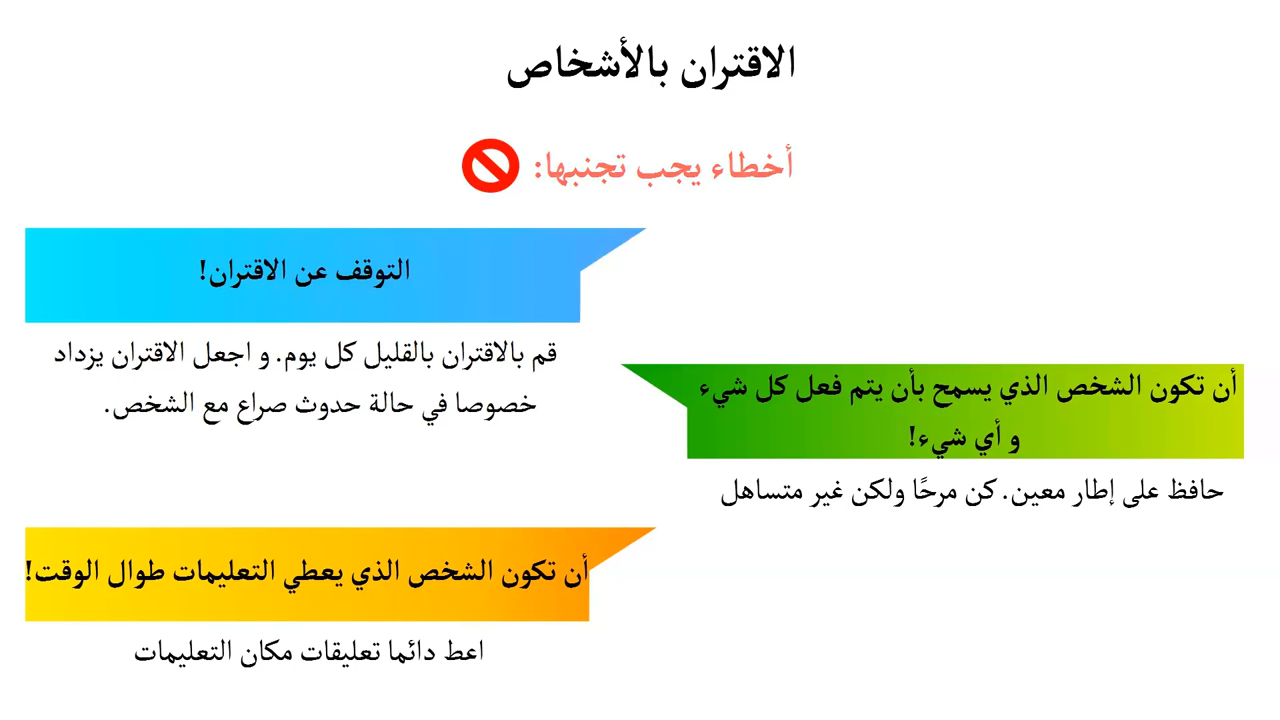 الاقتران بالأشخاص
أخطاء يجب تجنبها:
التوقف عن الاقتران!
قم بالاقتران بالقليل كل يوم. و اجعل الاقتران يزداد
خصوصا في حالة حدوث صراع مع الشخص.
أن تكون الشخص الذي يسمح بأن يتم فعل كل شيء
و أي شيء!
حافظ على إطار معين. كن مرحًا ولكن غير متساهل
أن تكون الشخص الذي يعطي التعليمات طوال الوقت!
اعط دائما تعليقات مكان التعليمات